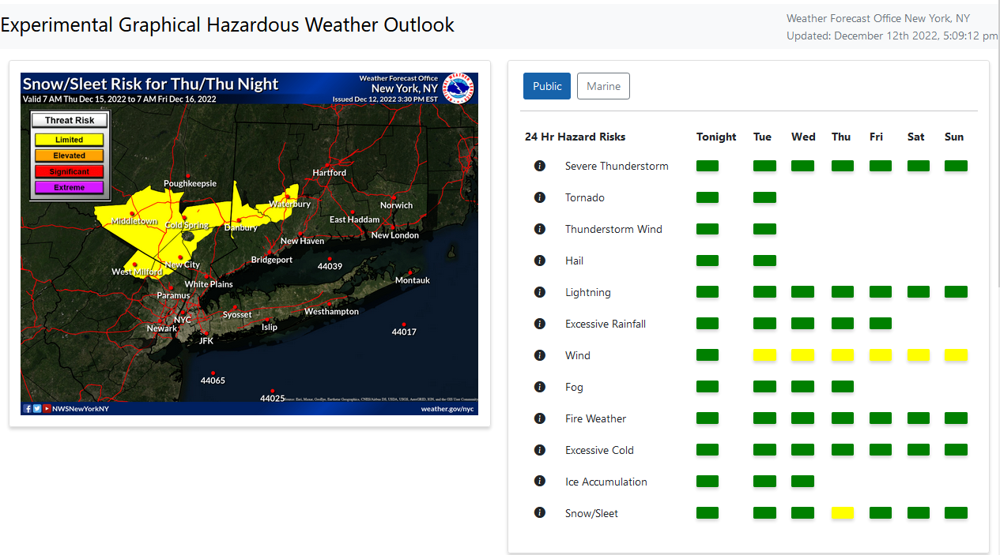 Experimental Graphical Hazardous Weather Outlook
Weather Forecast Office New York, NY
Updated: December 12th 2022, 5:09:12 pm
Snow/Sleet Risk for Thu/Thu Night
Valid 7 AM Thu Dec 15, 2022 to 7 AM Fri Dec 16, 2022
Weather Forecast Office
New York, NY
Issued Dec 12, 2022 3:30 PM EST
Threat Risk
Limited
Elevated
Significant
Extreme
Hartford
Poughkeepsie
Waterbury
Norwich
Middletown
Cold Spring
Danbury
East Haddam
New London
New Haven
Bridgeport
New City
West Milford
44039
White Plains
Montauk
Paramus
Syosset
Westhampton
NYC
Newark
Islip
JFK
44017
44065
44025
Source: Esri, Maxar, GeoEye, Earthstar Geographics, CNES/Airbus DS, USDA, USGS, AeroGRID, IGN, and the GIS User Community
NWSNewYorkNY
weather.gov/nyc
Public
Marine
24 Hr Hazard Risks Tonight Tue Wed Thu Fri Sat Sun
Severe Thunderstorm
Tornado
Thunderstorm Wind
Hail
Lightning
Excessive Rainfall
Wind
Fog
Fire Weather
Excessive Cold
Ice Accumulation
Snow/Sleet